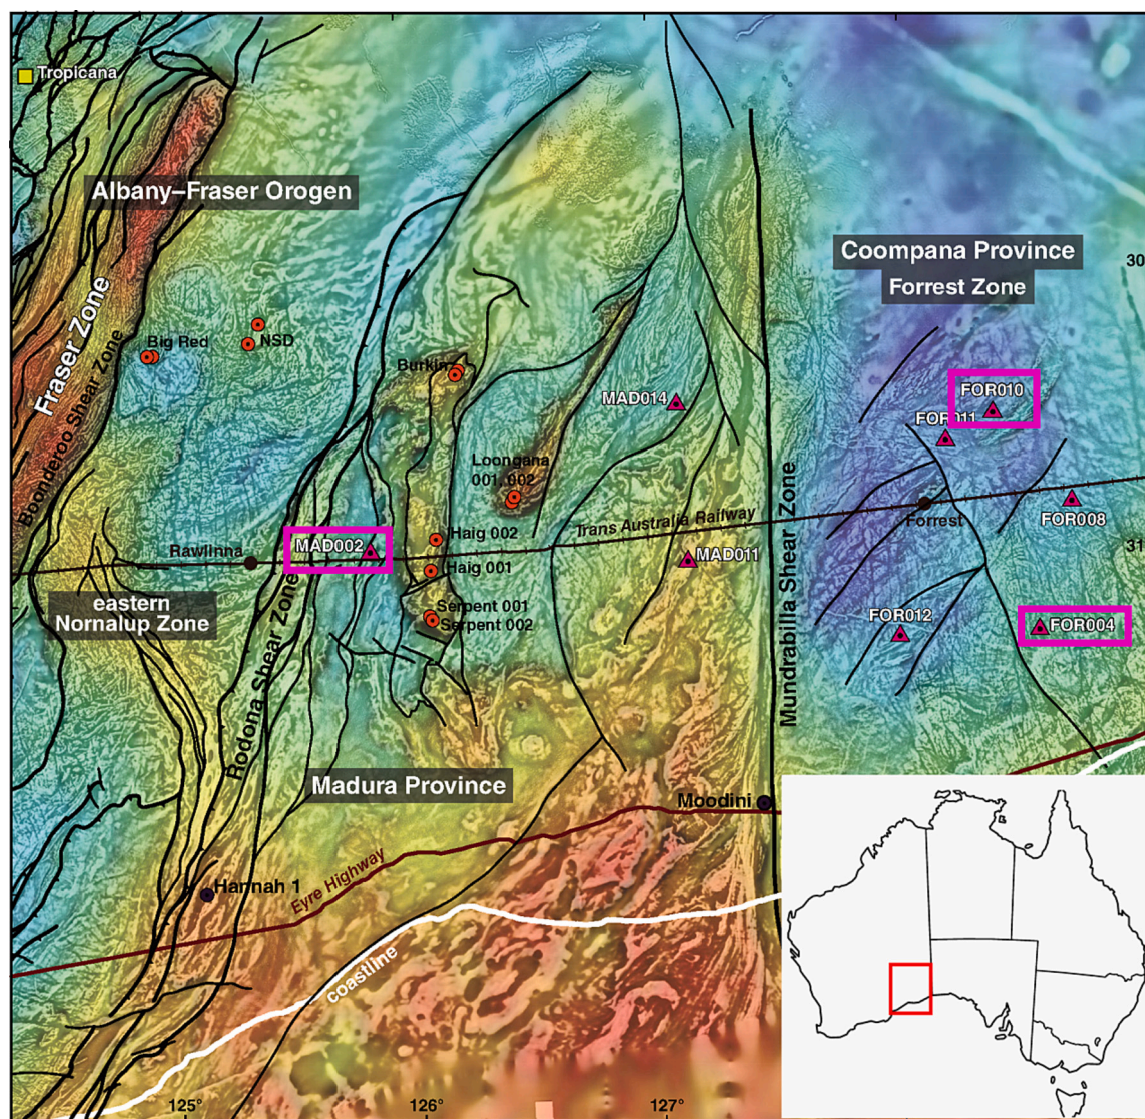 Tropicana
Albany–Fraser Orogen
Coompana Province
Forrest Zone
30
Fraser Zone
Boonderoo Shear Zone
Big Red
NSD
Burkin
MAD014
FOR010
FOR011
Loongana
001, 002
Trans Australia Railway
Forrest
FOR008
Rawlinna
MAD002
Haig 002
Haig 001
MAD011
31
eastern
Nornalup Zone
Rodona Shear Zone
Serpent 001
Serpent 002
Mundrabilla Shear Zone
FOR012
FOR004
Madura Province
Moodini
Hannah 1
Eyre Highway
coastline
125°
126°
127°